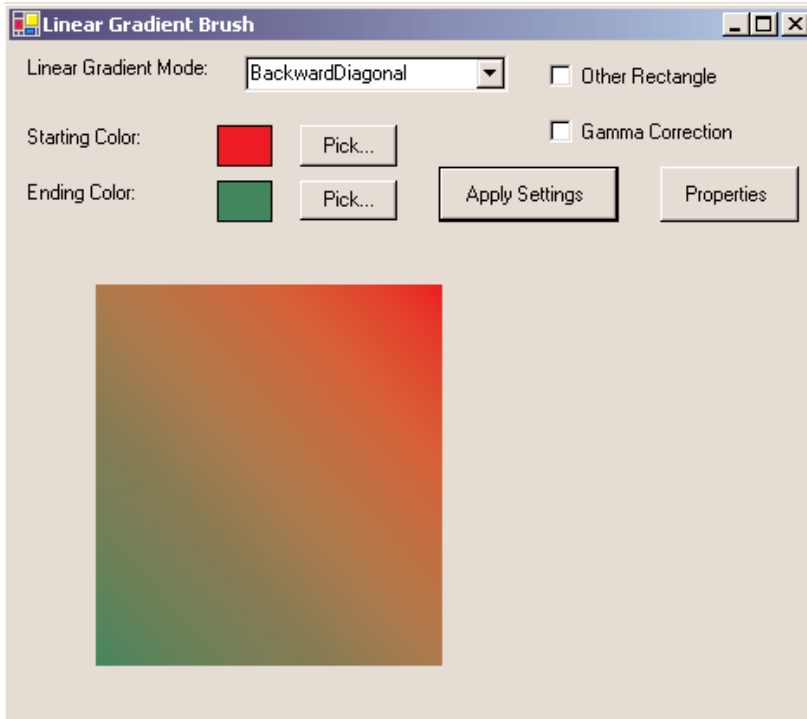 Linear Gradient Brush
Linear Gradient Mode:
BackwardDiagonal
Other Rectangle
Starting Color:
Pick...
Gamma Correction
Ending Color:
Pick...
Apply Settings
Properties